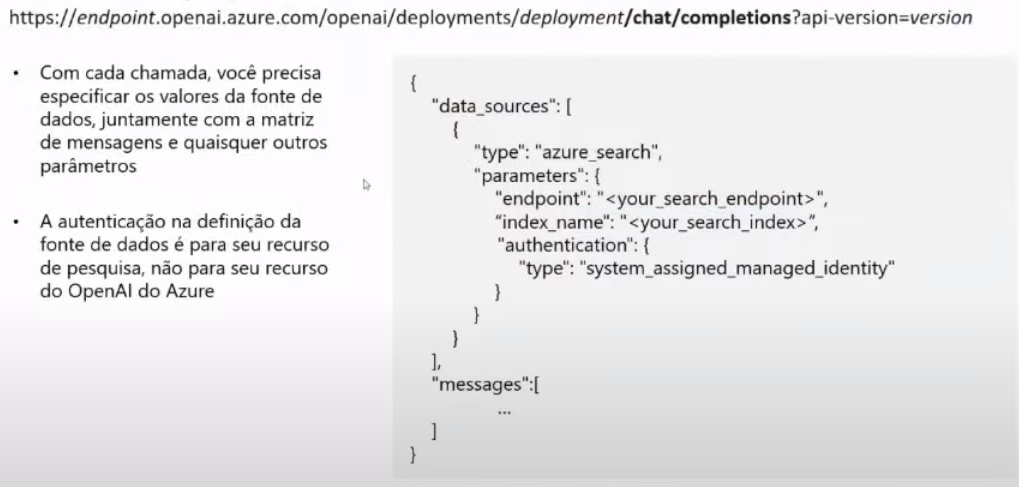 https://endpoint.openai.azure.com/openai/deployments/deployment/chat/completions?api-version=version
• Com cada chamada, você precisa
especificar os valores da fonte de
dados, juntamente com a matriz
de mensagens e quaisquer outros
parâmetros
• A autenticação na definição da
fonte de dados é para seu recurso
de pesquisa, não para seu recurso
do OpenAI do Azure
{
"data_sources": [
{
"type": "azure_search",
"parameters": {
"endpoint": "<your_search_endpoint>",
"index_name": "<your_search_index>",
"authentication": {
"type": "system_assigned_managed_identity"
}
}
}
],
"messages":[
...
]
}